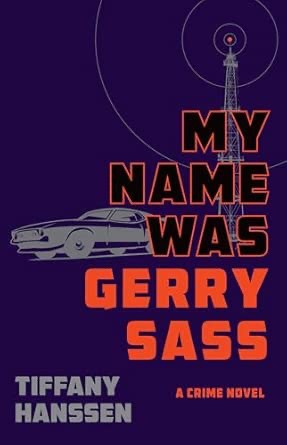 MY
NAME
WAS
GERRY
SASS
TIFFANY
HANSSEN
A CRIME NOVEL